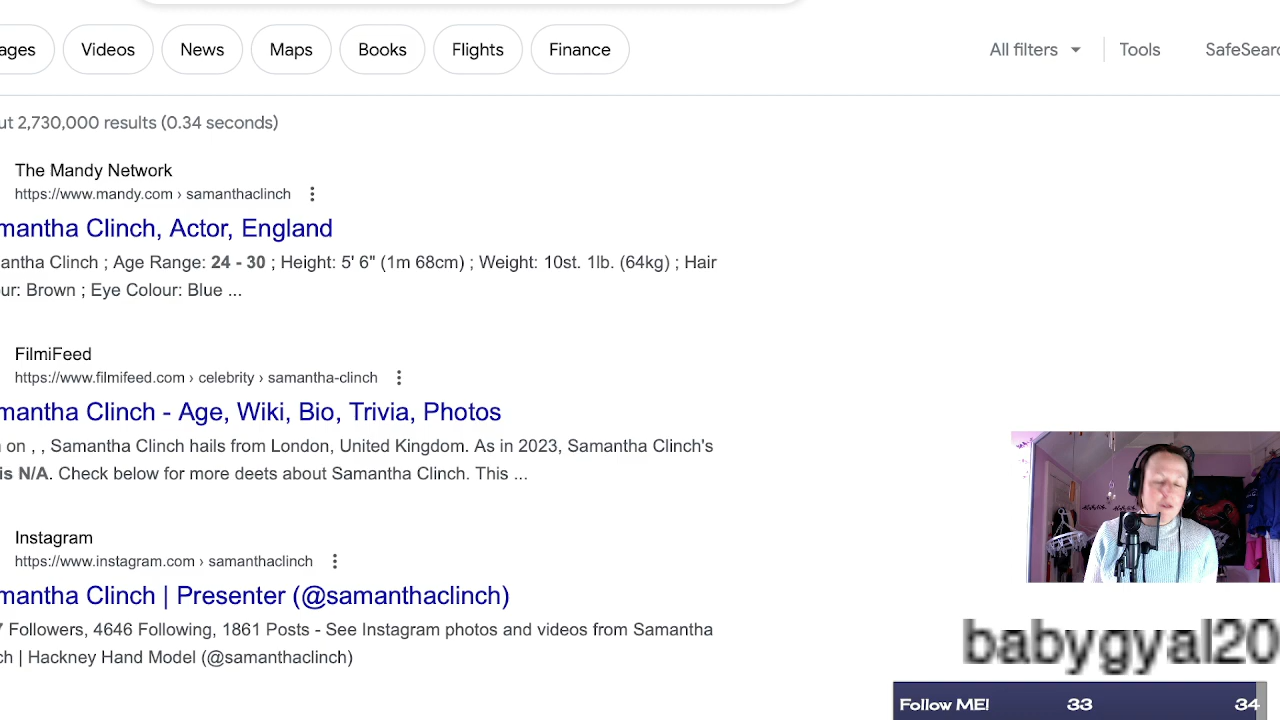 ages Videos News Maps Books Flights Finance All filters Tools SafeSearc
ut 2,730,000 results (0.34 seconds)
The Mandy Network
https://www.mandy.com › samanthaclinch
mantha Clinch, Actor, England
antha Clinch ; Age Range: 24 - 30 ; Height: 5' 6" (1m 68cm) ; Weight: 10st. 1lb. (64kg) ; Hair
ur: Brown ; Eye Colour: Blue ...
FilmiFeed
https://www.filmifeed.com › celebrity › samantha-clinch
mantha Clinch - Age, Wiki, Bio, Trivia, Photos
on , , Samantha Clinch hails from London, United Kingdom. As in 2023, Samantha Clinch's
is N/A. Check below for more deets about Samantha Clinch. This ...
Instagram
https://www.instagram.com › samanthaclinch
mantha Clinch | Presenter (@samanthaclinch)
7 Followers, 4646 Following, 1861 Posts - See Instagram photos and videos from Samantha
ch | Hackney Hand Model (@samanthaclinch)
babygyal20
Follow ME! 33 34